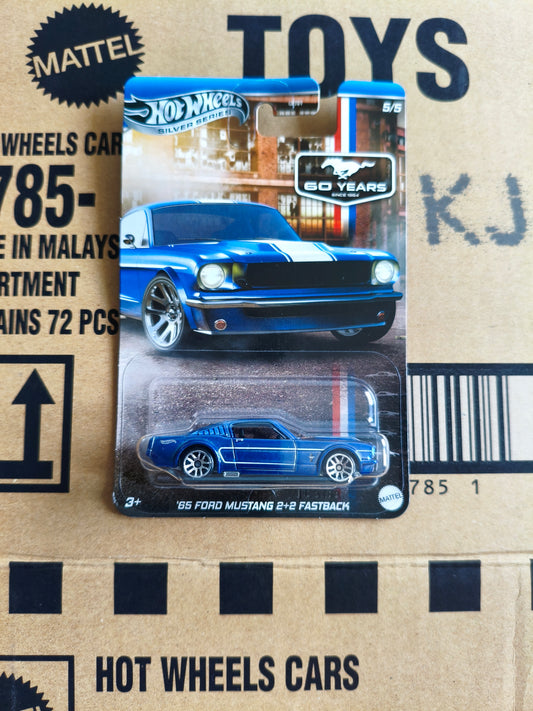 MATTEL
TOYS
WHEELS CAR
785-
E IN MALAYS
RTMENT
AINS 72 PCS
KJ
Hot Wheels
SILVER SERIES
5/5
60 YEARS
SINCE 1964
3+
'65 FORD MUSTANG 2+2 FASTBACK
MATTEL
785 1
HOT WHEELS CARS